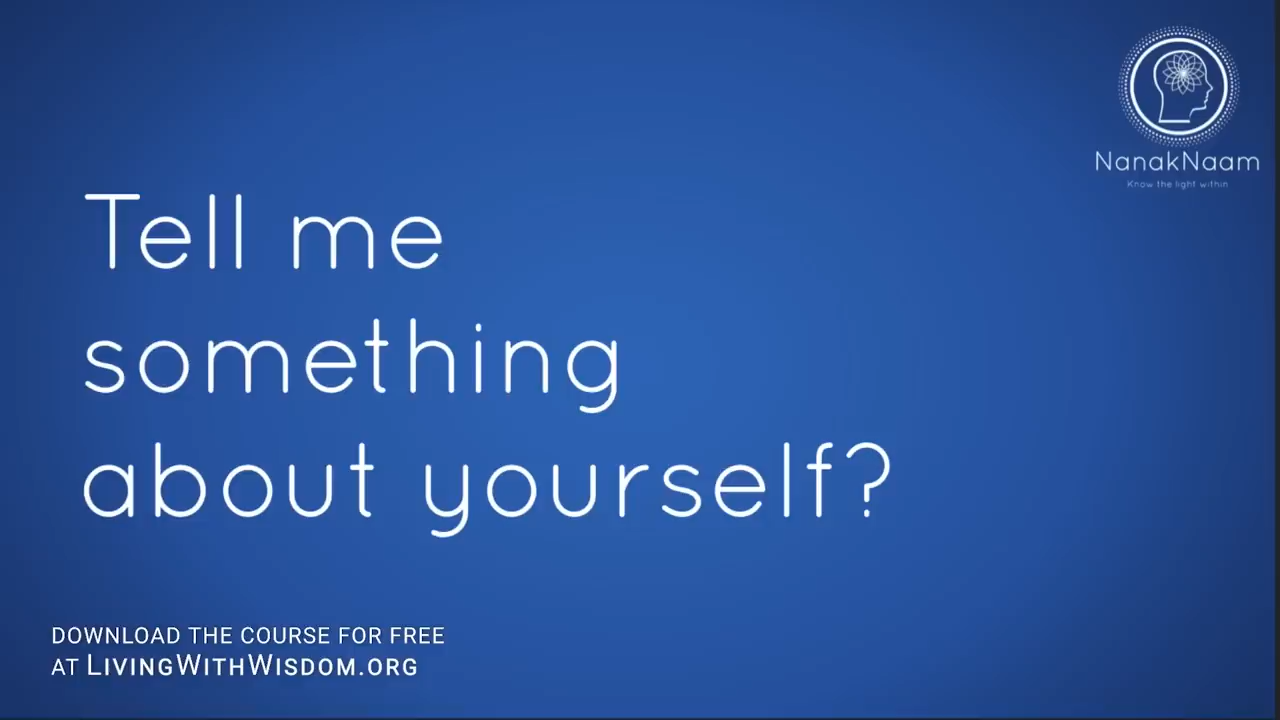 NanakNaam
Know the light within
Tell me
something
about yourself?
DOWNLOAD THE COURSE FOR FREE
AT LIVINGWITHWISDOM.ORG